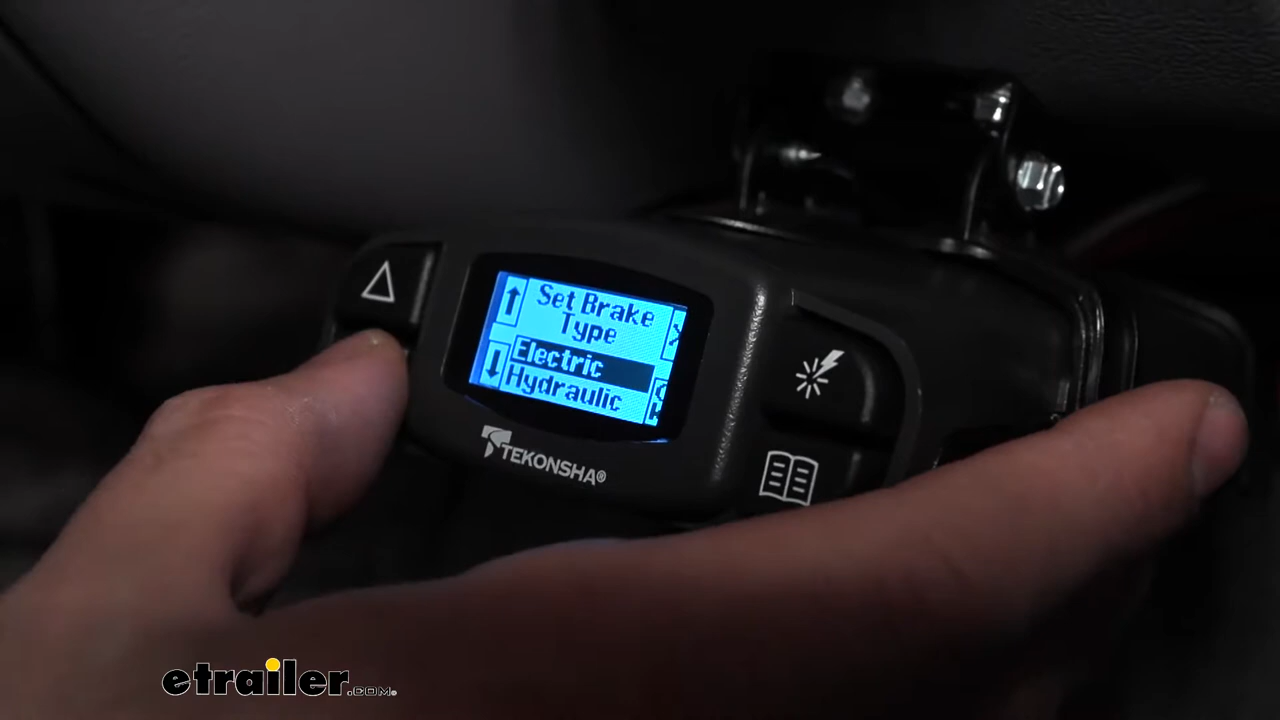 Set Brake
Type
Electric
Hydraulic
TEKONSHA®
etrailer.COM®